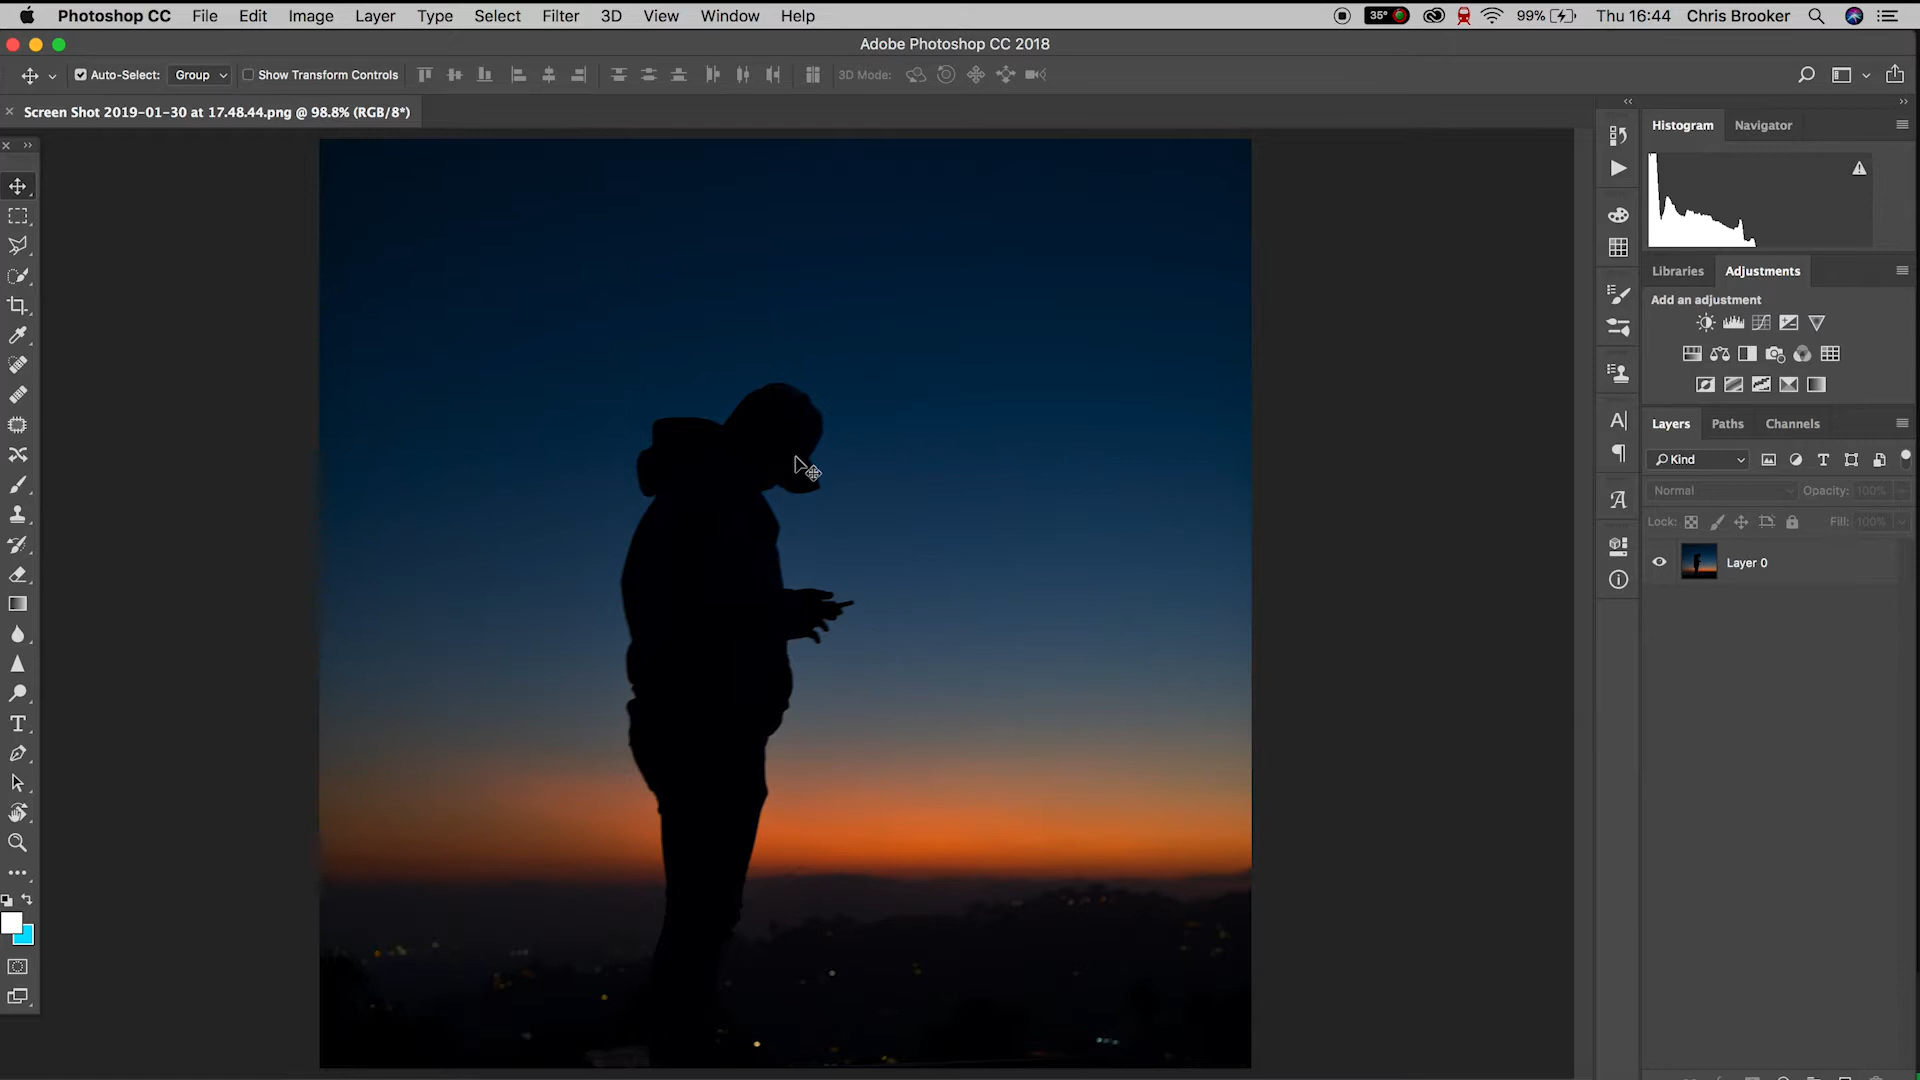 Photoshop CC File Edit Image Layer Type Select Filter 3D View Window Help 35° 99% Thu 16:44 Chris Brooker
Adobe Photoshop CC 2018
Auto-Select: Group Show Transform Controls 3D Mode:
Screen Shot 2019-01-30 at 17.48.44.png @ 98.8% (RGB/8*)
Histogram Navigator
Libraries Adjustments
Add an adjustment
Layers Paths Channels
Kind
Normal Opacity: 100%
Lock: Fill: 100%
Layer 0